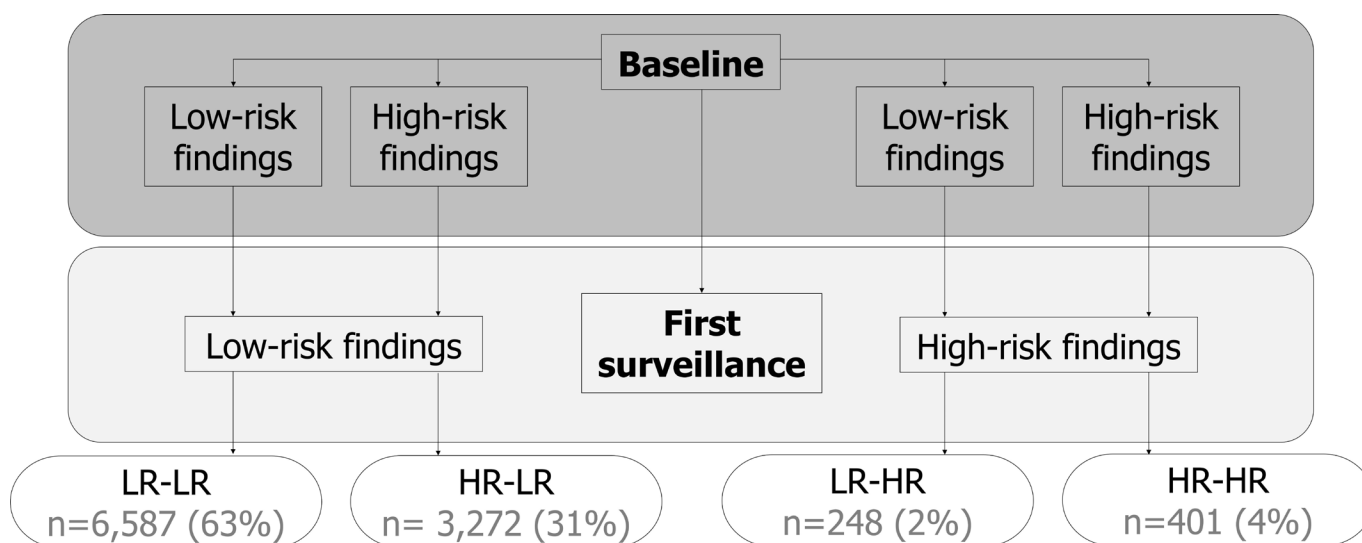 Baseline
Low-risk
findings
High-risk
findings
Low-risk
findings
High-risk
findings
Low-risk findings
First
surveillance
High-risk findings
LR-LR
n=6,587 (63%)
HR-LR
n= 3,272 (31%)
LR-HR
n=248 (2%)
HR-HR
n=401 (4%)